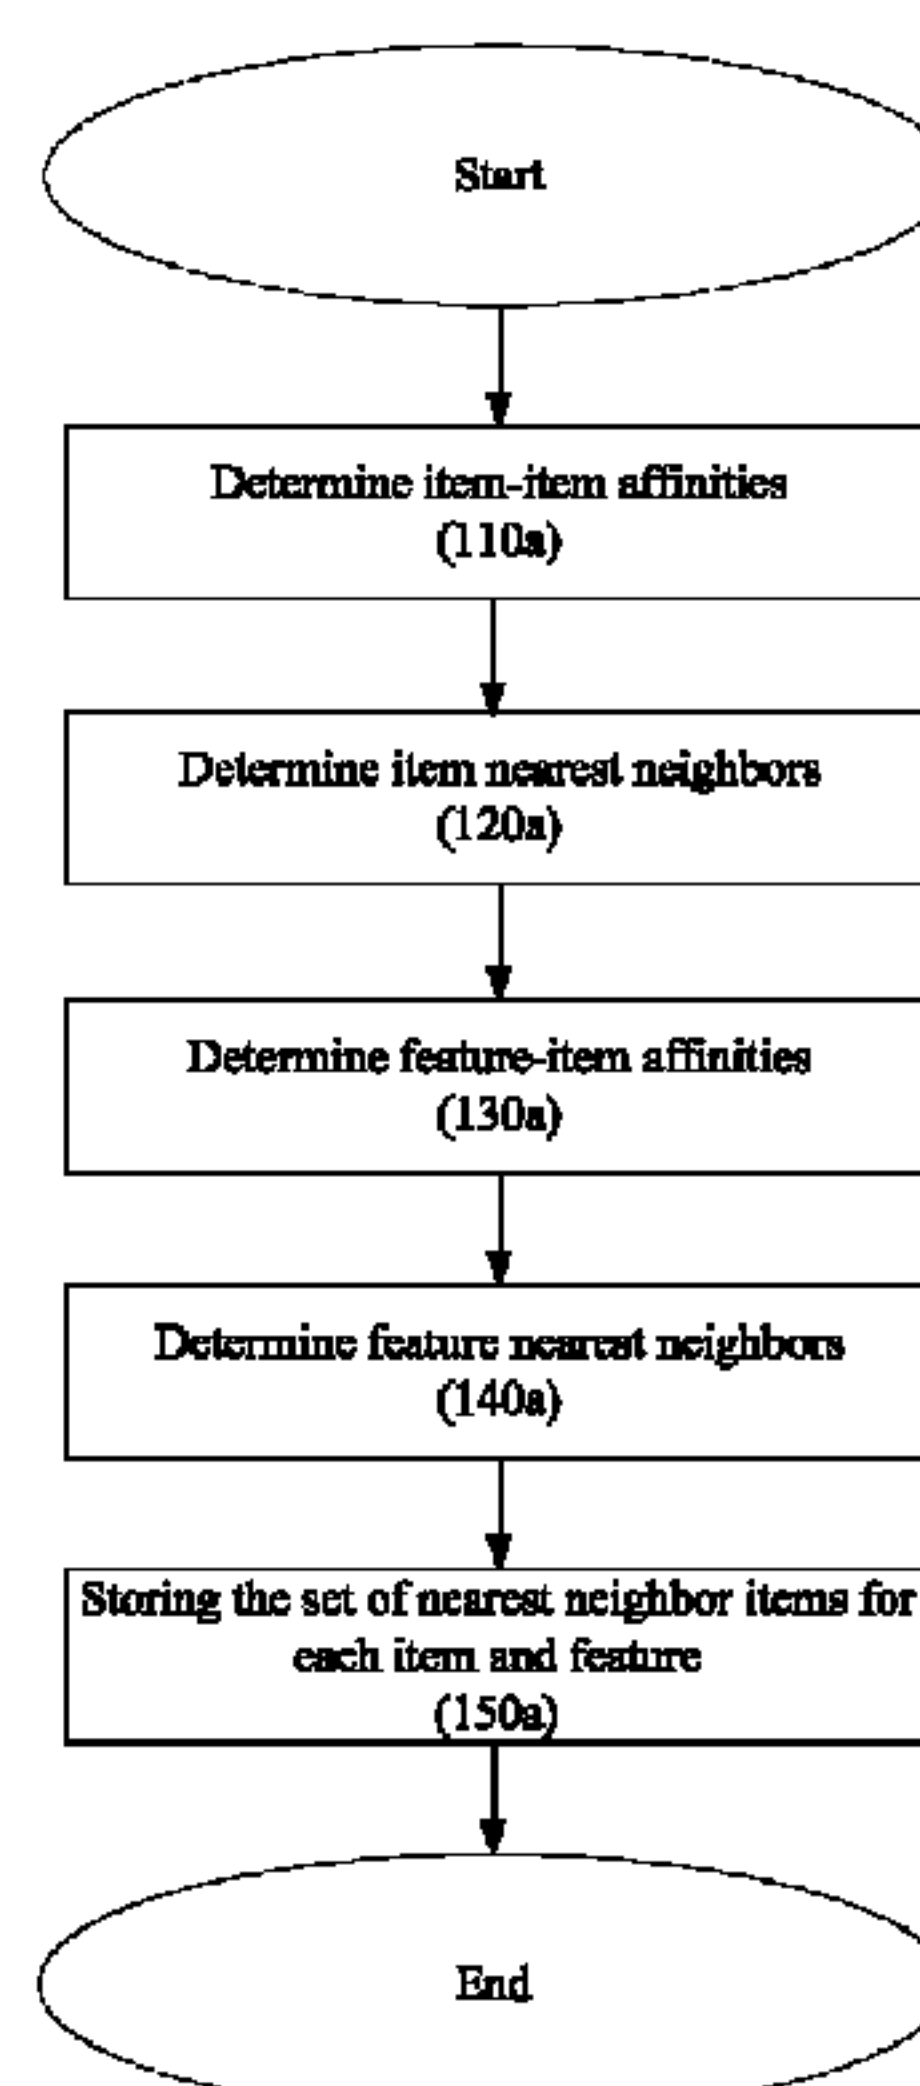 Start
Determine item-item affinities
(110a)
Determine item nearest neighbors
(120a)
Determine feature-item affinities
(130a)
Determine feature nearest neighbors
(140a)
Storing the set of nearest neighbor items for
each item and feature
(150a)
End